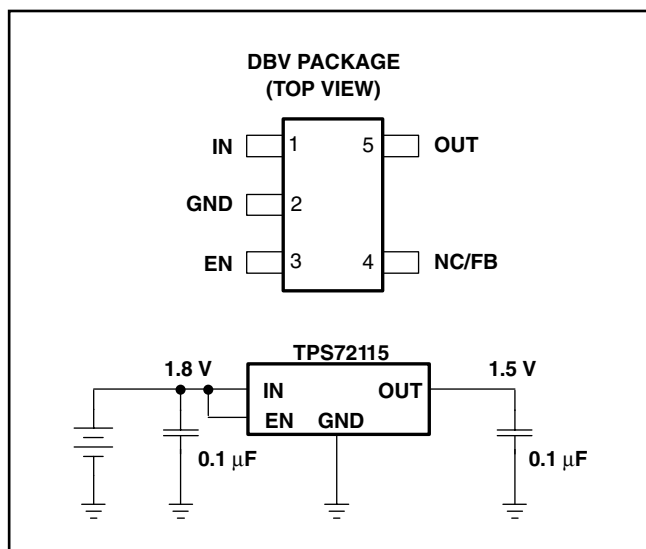 DBV PACKAGE
(TOP VIEW)
IN 1 5 OUT
GND 2
EN 3 4 NC/FB
TPS72115
1.8 V 1.5 V
IN OUT
EN GND
0.1 μF 0.1 μF